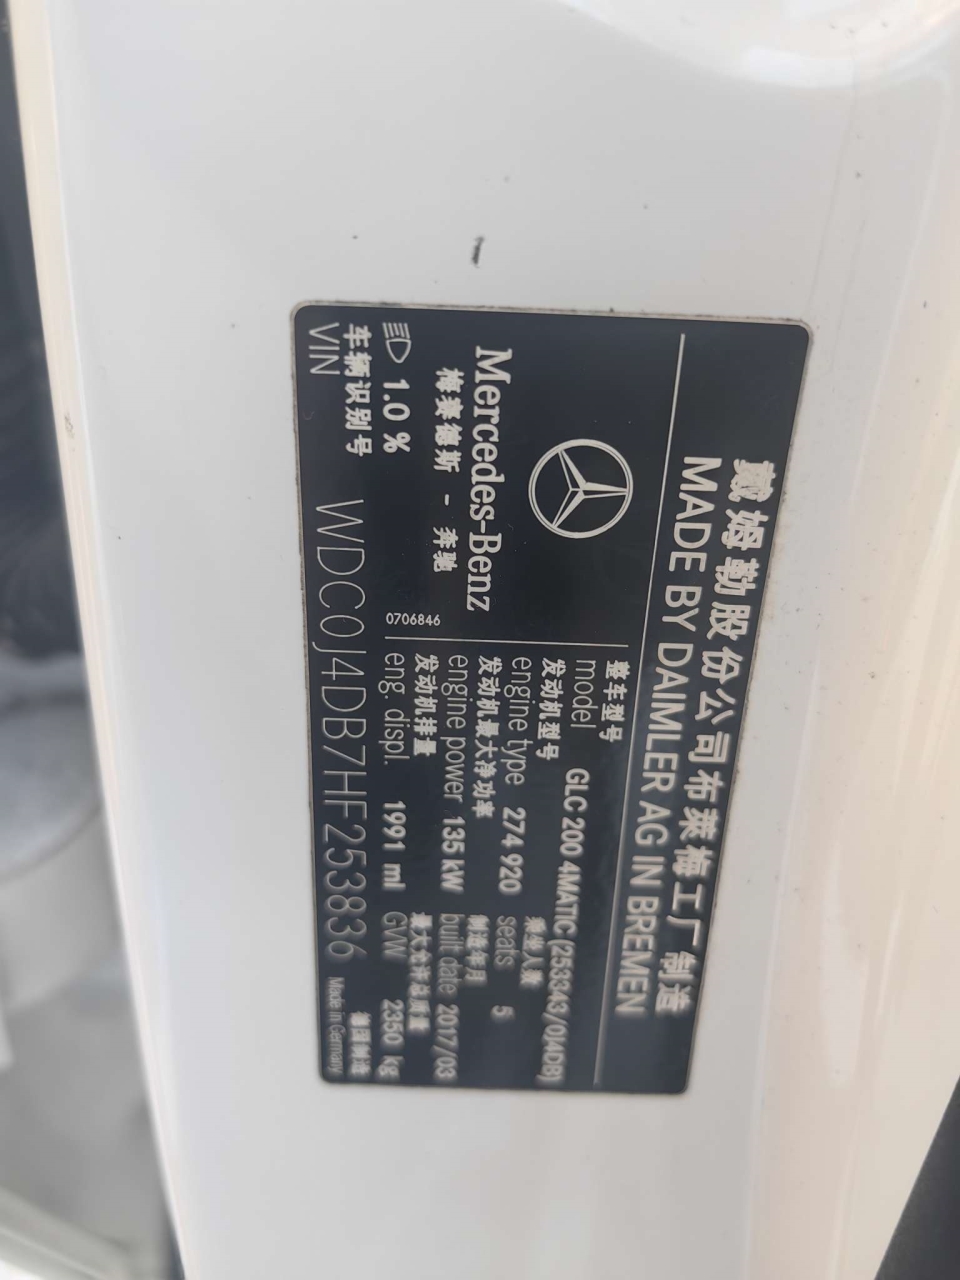 戴姆勒股份公司布莱梅工厂制造
MADE BY DAIMLER AG IN BREMEN
Mercedes-Benz
梅赛德斯 - 奔驰
0706846
1.0 %
整车型号
model GLC 200 4MATIC (253343/0J4DB)
发动机型号 乘坐人数
engine type 274 920 seats 5
发动机最大净功率 制造年月
engine power 135 kW built date 2017/03
发动机排量 最大允许总质量
eng. displ. 1991 ml GVW 2350 kg
车辆识别号 德国制造
VIN WDC0J4DB7HF253836 Made in Germany